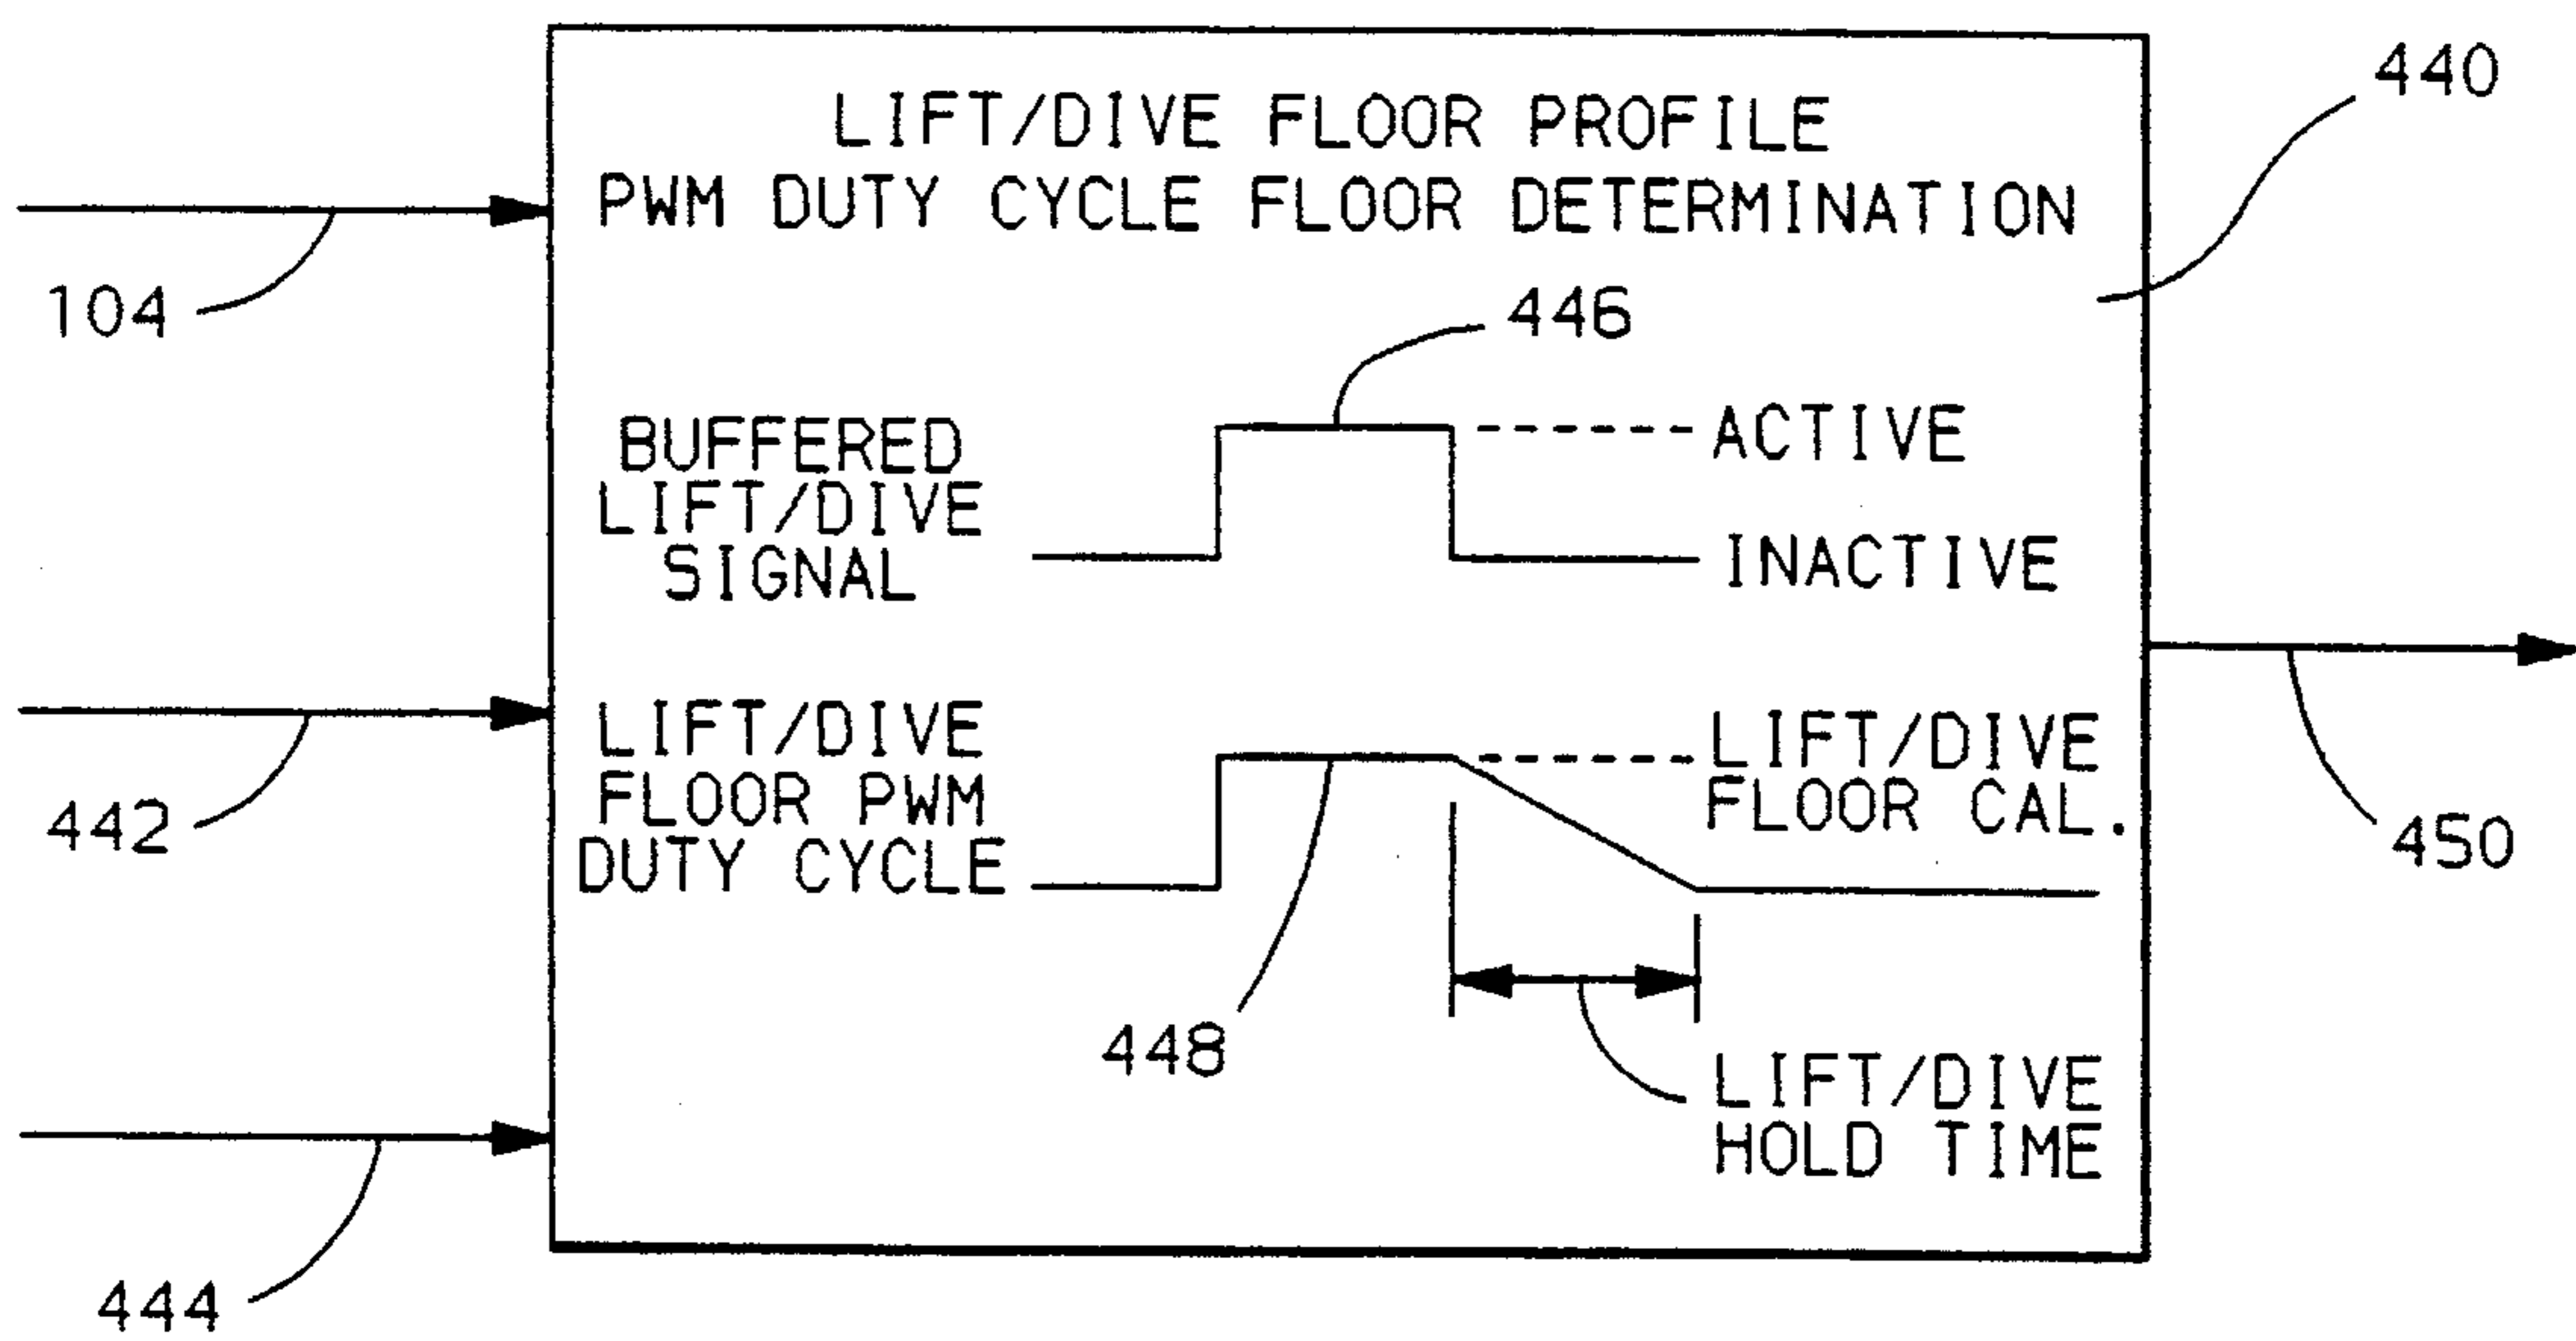 LIFT/DIVE FLOOR PROFILE
PWM DUTY CYCLE FLOOR DETERMINATION
440
104
446
BUFFERED
LIFT/DIVE
SIGNAL
ACTIVE
INACTIVE
442
LIFT/DIVE
FLOOR PWM
DUTY CYCLE
LIFT/DIVE
FLOOR CAL.
450
448
LIFT/DIVE
HOLD TIME
444